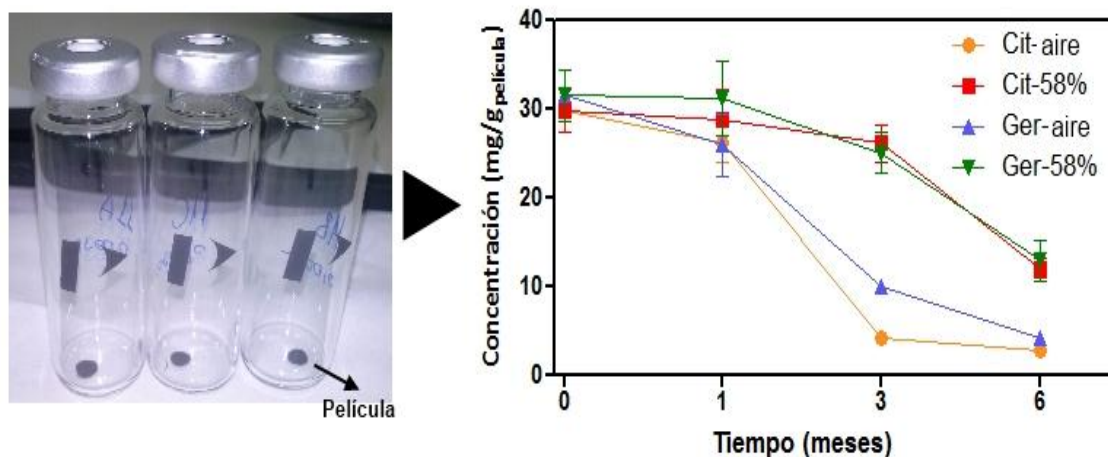 Película
Concentración (mg/g película)
40
30
20
10
0
0
1
3
6
Tiempo (meses)
Cit-aire
Cit-58%
Ger-aire
Ger-58%